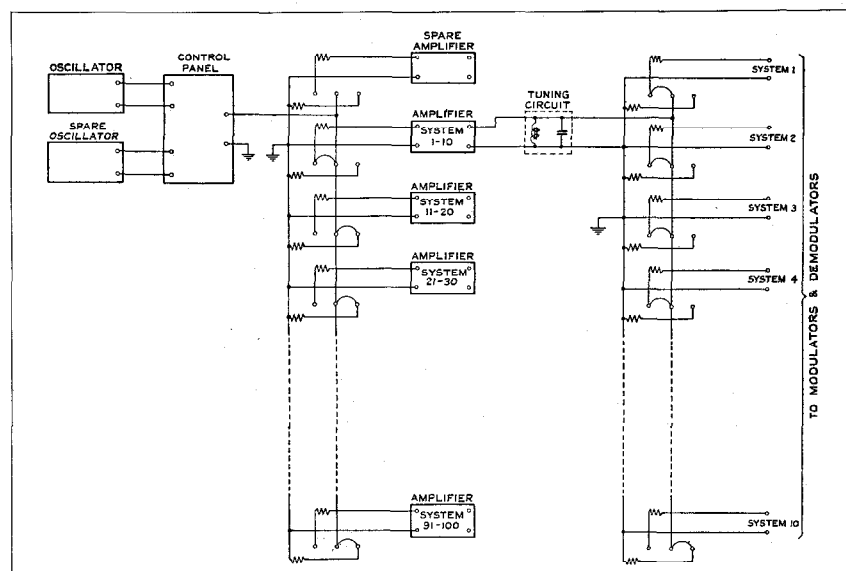 OSCILLATOR
SPARE OSCILLATOR
CONTROL
PANEL
SPARE
AMPLIFIER
AMPLIFIER
SYSTEM
1-10
AMPLIFIER
SYSTEM
11-20
AMPLIFIER
SYSTEM
21-30
AMPLIFIER
SYSTEM
91-100
TUNING
CIRCUIT
SYSTEM 1
SYSTEM 2
SYSTEM 3
SYSTEM 4
SYSTEM 10
TO MODULATORS & DEMODULATORS